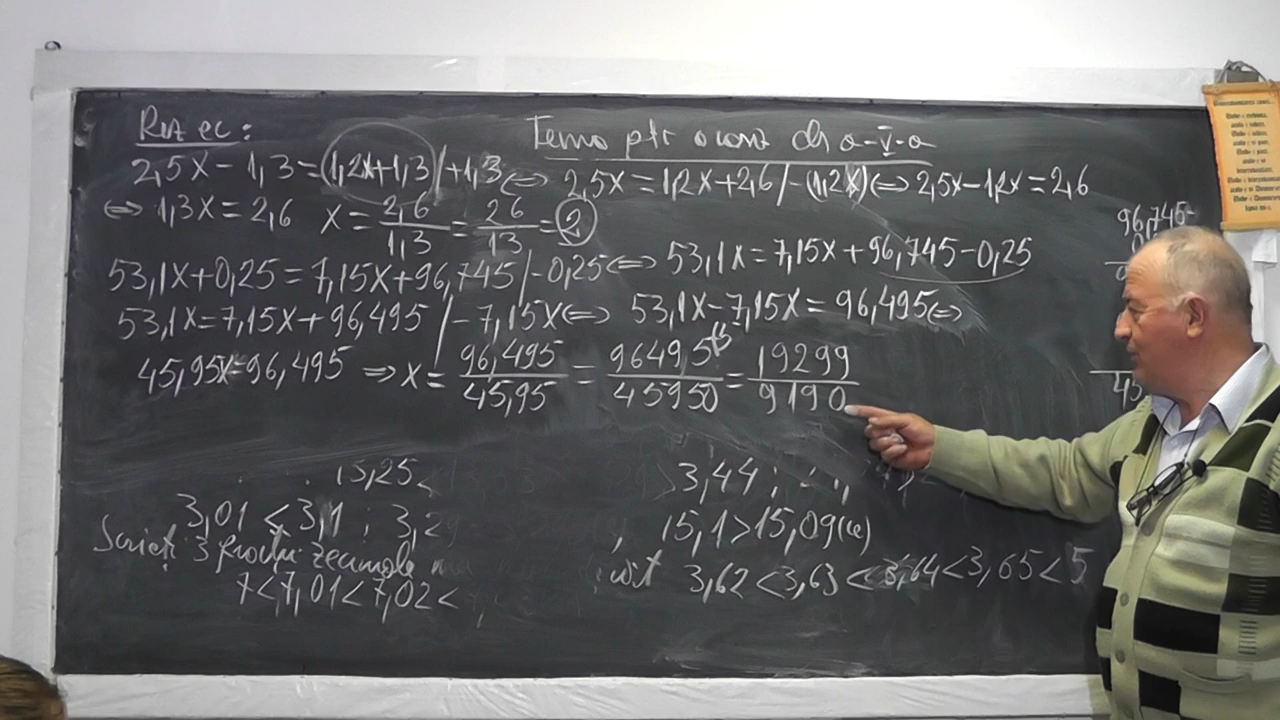 Rez ec:
Tema ptr acasă cls a-V-a
2,5x - 1,3 = 1,2x + 1,3 / +1,3 ⇔ 2,5x = 1,2x + 2,6 / -(1,2x) ⇔ 2,5x - 1,2x = 2,6
⇔ 1,3x = 2,6 x = 2,6/1,3 = 26/13 = 2
53,1x + 0,25 = 7,15x + 96,745 / -0,25 ⇔ 53,1x = 7,15x + 96,745 - 0,25
53,1x = 7,15x + 96,495 / -7,15x ⇔ 53,1x - 7,15x = 96,495 ⇔
45,95x = 96,495 ⇒ x = 96,495/45,95 = 96495/45950 = 19299/9190
96,745-
45
15,25 <
3,44 ;
3,01 < 3,1 ; 3,29
15,1 > 15,09(a)
Scrieți 3 fracții zecimale
3,62 < 3,63 < 3,64 < 3,65 < 5
7 < 7,01 < 7,02 <